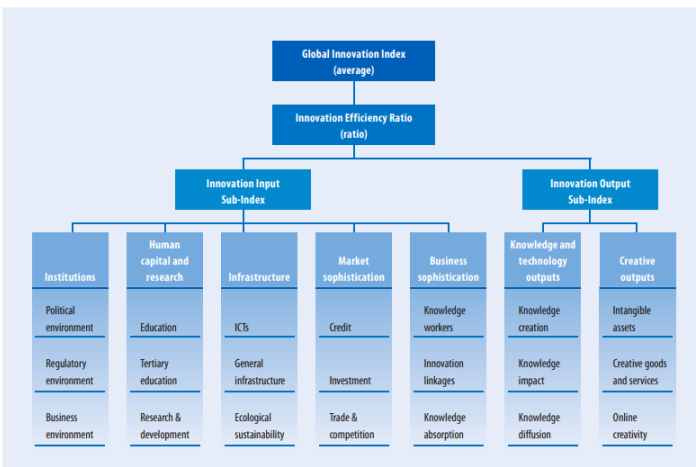 Global Innovation Index
(average)
Innovation Efficiency Ratio
(ratio)
Innovation Input
Sub-Index
Innovation Output
Sub-Index
Institutions
Human
capital and
research
Infrastructure
Market
sophistication
Business
sophistication
Knowledge and
technology
outputs
Creative
outputs
Political
environment
Education
ICTs
Credit
Knowledge
workers
Knowledge
creation
Intangible
assets
Regulatory
environment
Tertiary
education
General
infrastructure
Investment
Innovation
linkages
Knowledge
impact
Creative goods
and services
Business
environment
Research &
development
Ecological
sustainability
Trade &
competition
Knowledge
absorption
Knowledge
diffusion
Online
creativity